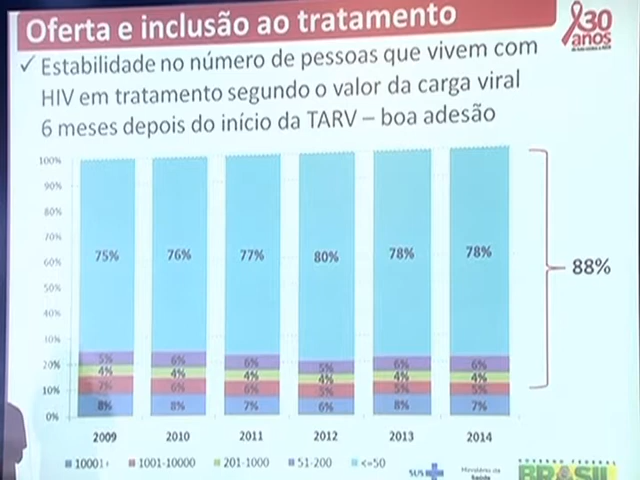 Oferta e inclusão ao tratamento
30
anos
✓ Estabilidade no número de pessoas que vivem com
HIV em tratamento segundo o valor da carga viral
6 meses depois do início da TARV – boa adesão
100%
90%
80%
70%
60%
50%
40%
30%
20%
10%
0%
75% 76% 77% 80% 78% 78%
88%
5% 6% 6% 5% 6% 6%
4% 4% 4% 4% 4% 4%
7% 6% 6% 5% 5% 5%
8% 8% 7% 6% 8% 7%
2009 2010 2011 2012 2013 2014
10001+ 1001-10000 201-1000 51-200 <=50
SUS
Ministério da
Saúde
BRASIL